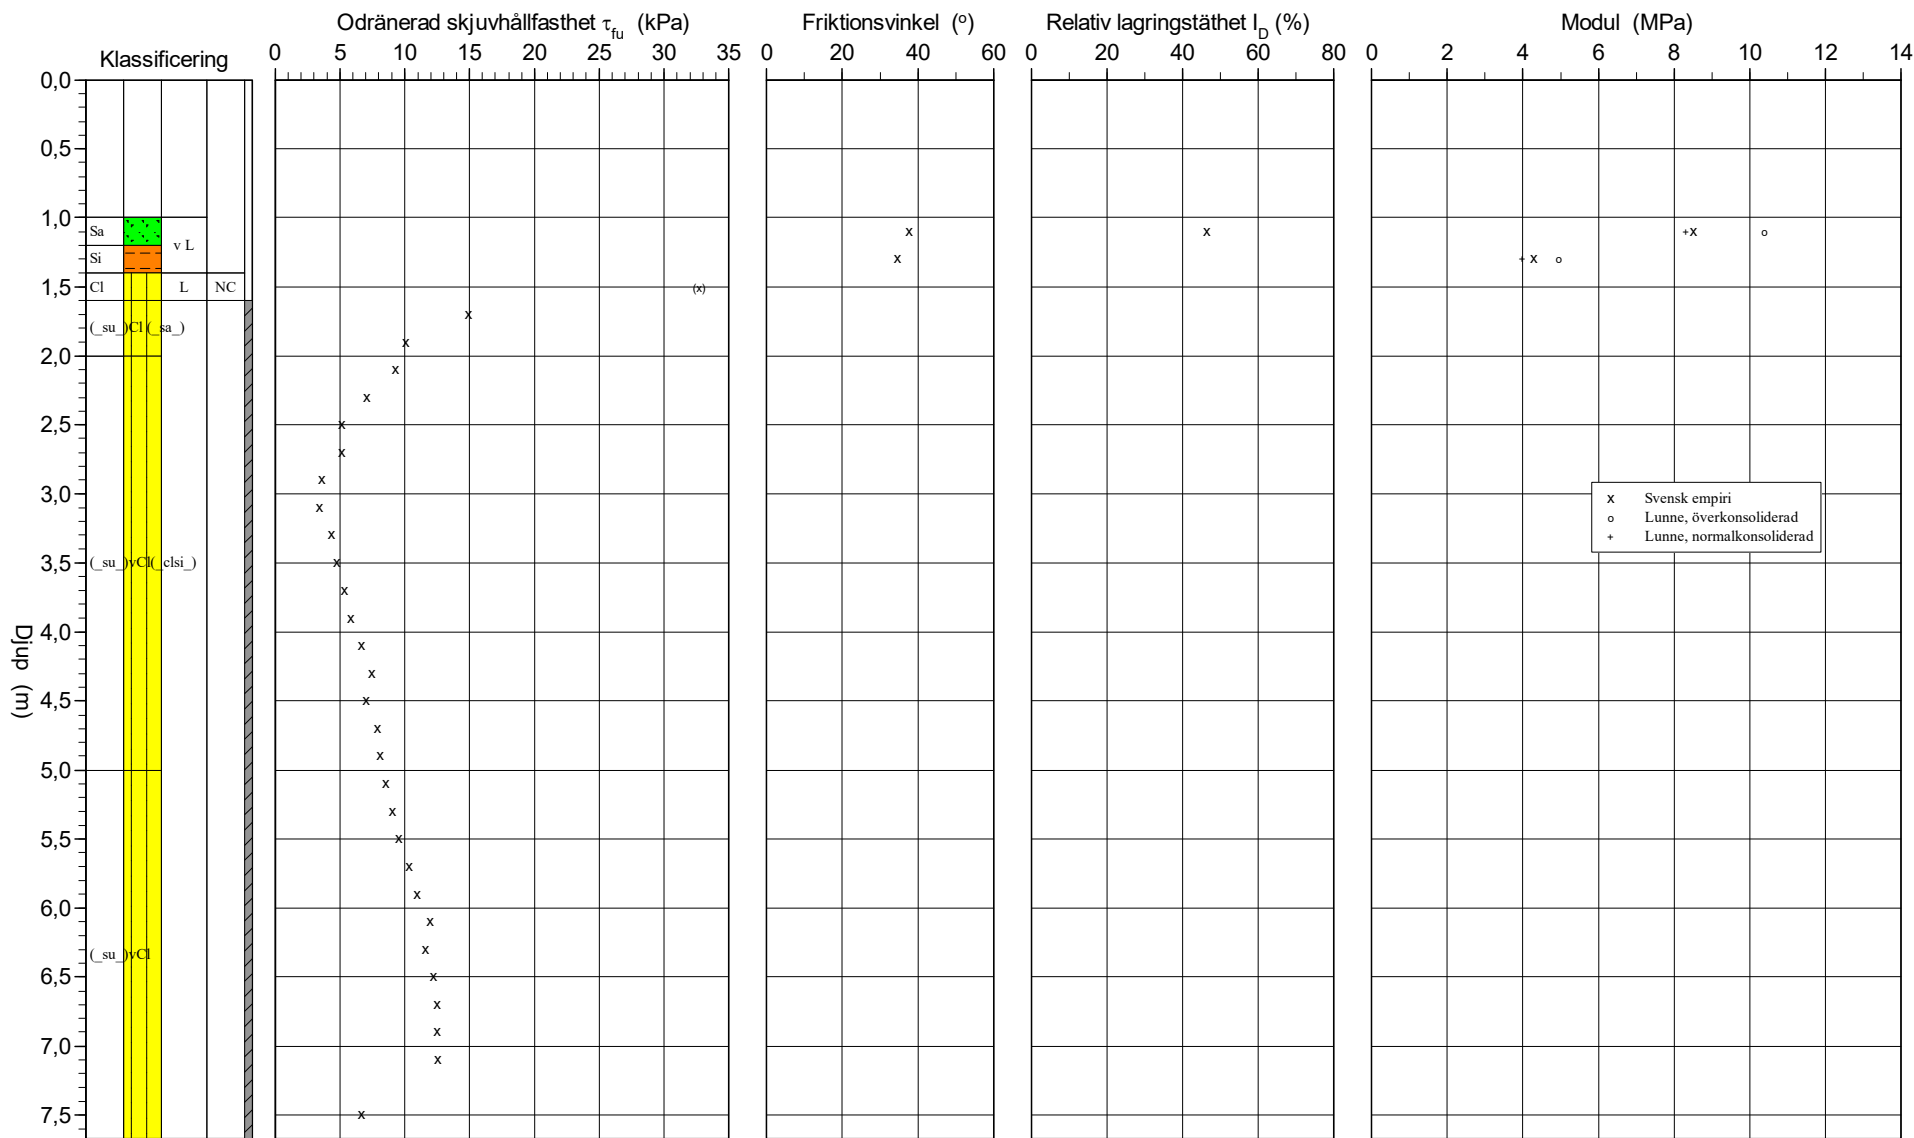 Klassificering
Odränerad skjuvhållfasthet τfu (kPa)
Friktionsvinkel (o)
Relativ lagringstäthet ID (%)
Modul (MPa)
0 5 10 15 20 25 30 35
0 20 40 60
0 20 40 60 80
0 2 4 6 8 10 12 14
Djup (m)
0,0
0,5
1,0
1,5
2,0
2,5
3,0
3,5
4,0
4,5
5,0
5,5
6,0
6,5
7,0
7,5
Sa
v L
Si
Cl L NC
(_su_)Cl (_sa_)
(_su_)vCl(_clsi_)
(_su_)vCl
(x)
x Svensk empiri
o Lunne, överkonsoliderad
+ Lunne, normalkonsoliderad